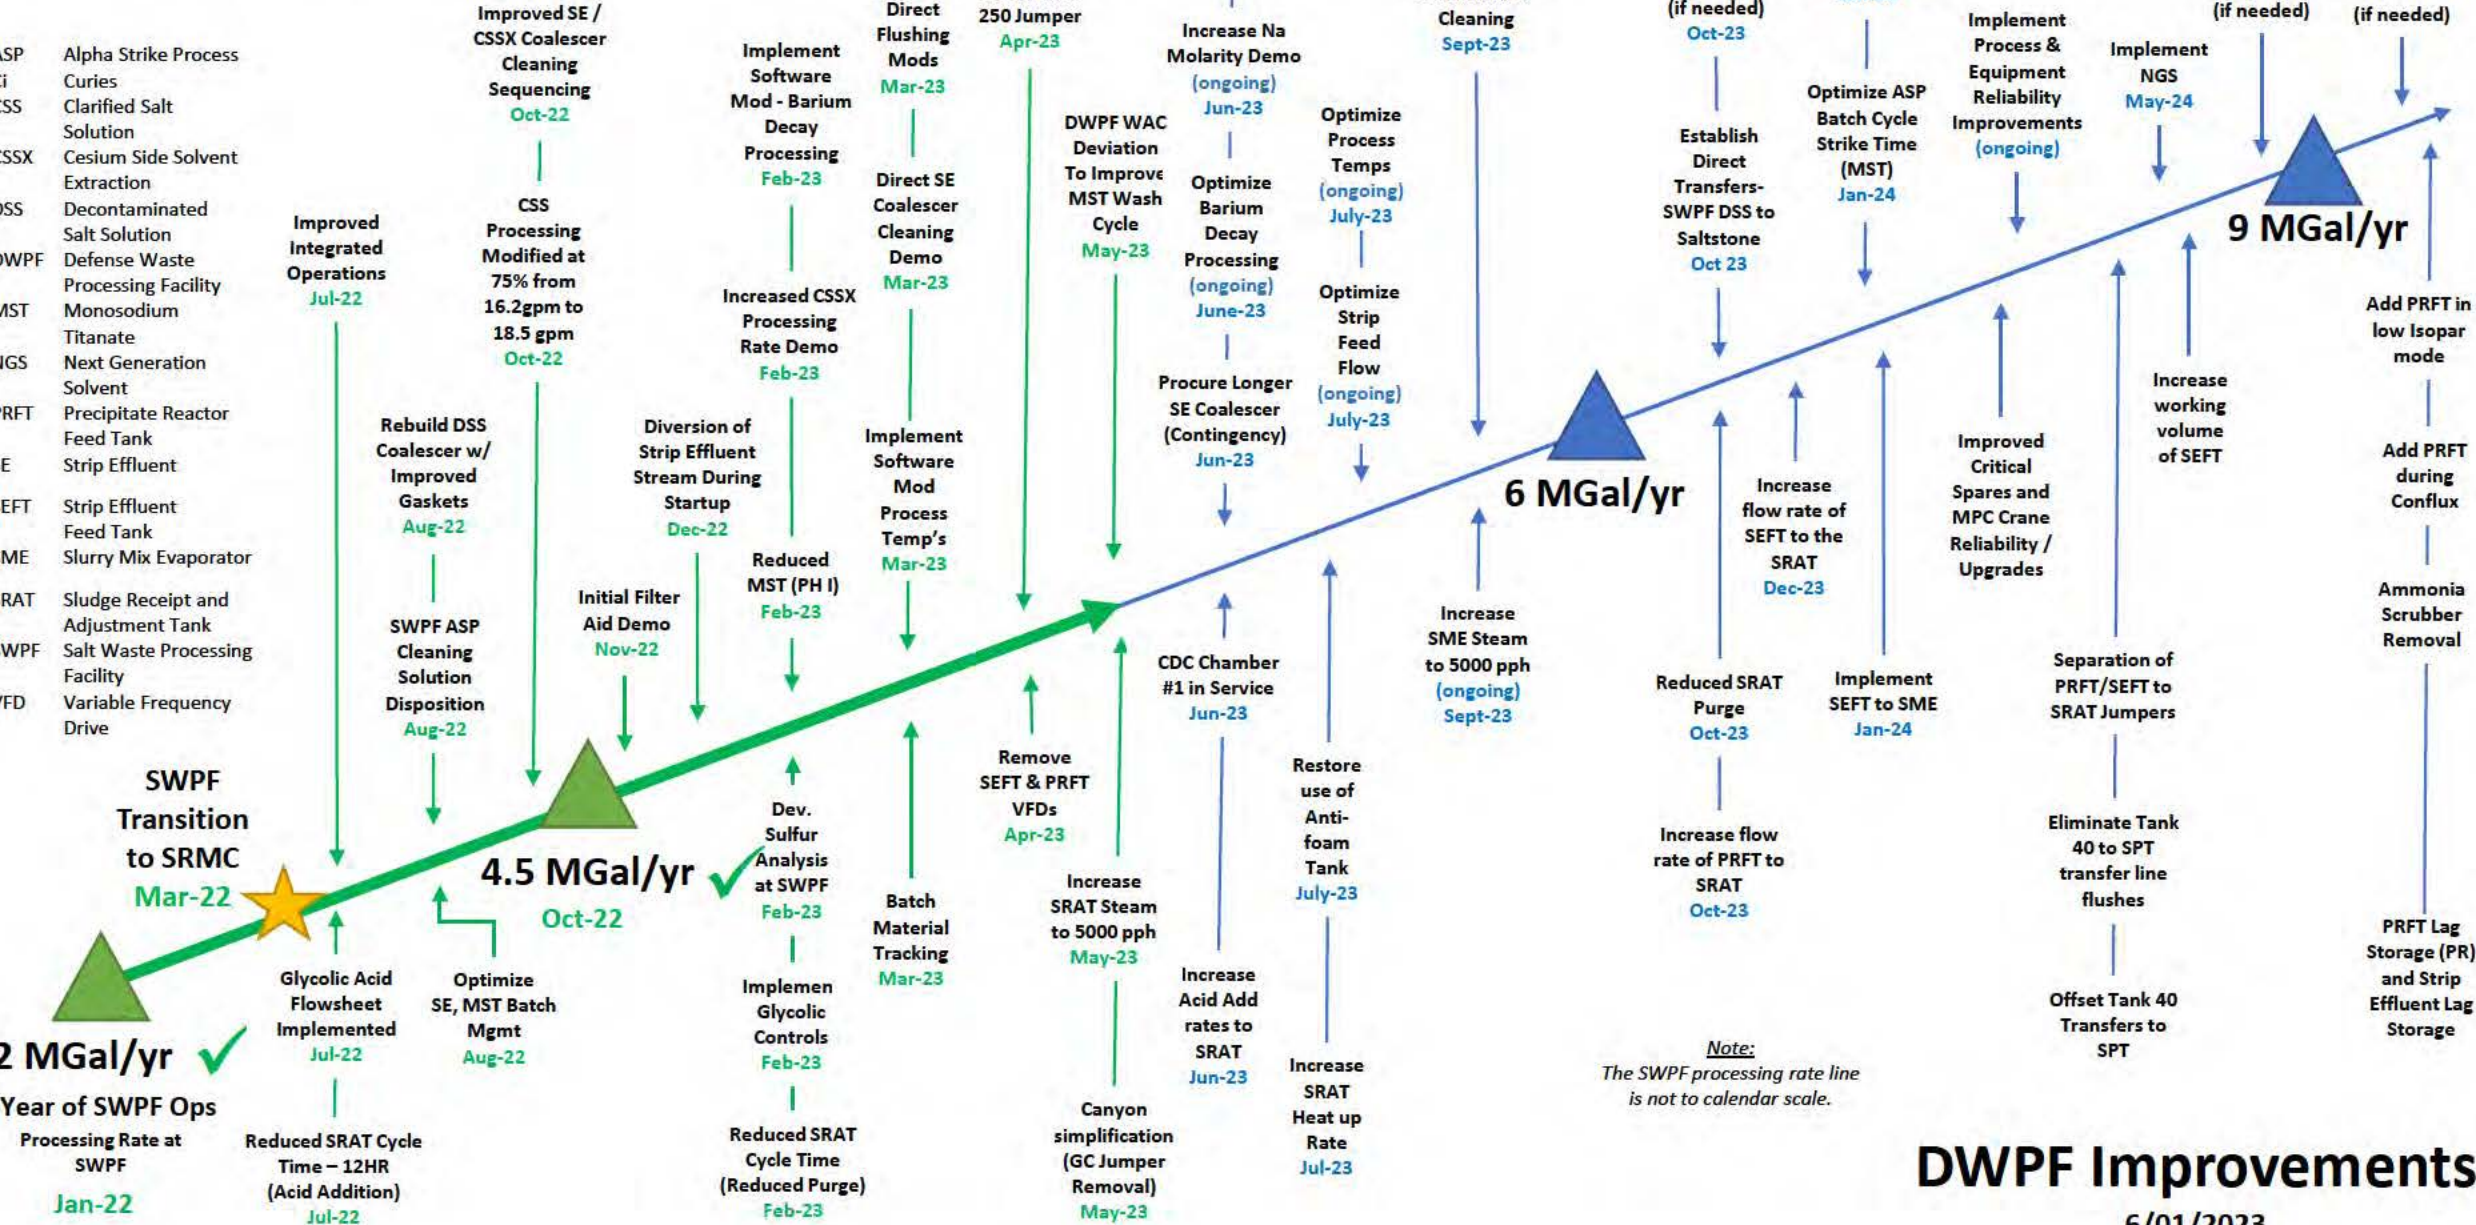 ASP Alpha Strike Process
Ci Curies
CSS Clarified Salt
Solution
CSSX Cesium Side Solvent
Extraction
DSS Decontaminated
Salt Solution
DWPF Defense Waste
Processing Facility
MST Monosodium
Titanate
NGS Next Generation
Solvent
PRFT Precipitate Reactor
Feed Tank
SE Strip Effluent
SEFT Strip Effluent
Feed Tank
SME Slurry Mix Evaporator
SRAT Sludge Receipt and
Adjustment Tank
SWPF Salt Waste Processing
Facility
VFD Variable Frequency
Drive
SWPF
Transition
to SRMC
Mar-22
2 MGal/yr
Year of SWPF Ops
Processing Rate at
SWPF
Jan-22
Improved
Integrated
Operations
Jul-22
Glycolic Acid
Flowsheet
Implemented
Jul-22
Reduced SRAT Cycle
Time – 12HR
(Acid Addition)
Jul-22
Rebuild DSS
Coalescer w/
Improved
Gaskets
Aug-22
SWPF ASP
Cleaning
Solution
Disposition
Aug-22
Optimize
SE, MST Batch
Mgmt
Aug-22
Improved SE /
CSSX Coalescer
Cleaning
Sequencing
Oct-22
CSS
Processing
Modified at
75% from
16.2gpm to
18.5 gpm
Oct-22
4.5 MGal/yr
Oct-22
Initial Filter
Aid Demo
Nov-22
Diversion of
Strip Effluent
Stream During
Startup
Dec-22
Implement
Software
Mod - Barium
Decay
Processing
Feb-23
Increased CSSX
Processing
Rate Demo
Feb-23
Reduced
MST (PH I)
Feb-23
Dev.
Sulfur
Analysis
at SWPF
Feb-23
Implemen
Glycolic
Controls
Feb-23
Reduced SRAT
Cycle Time
(Reduced Purge)
Feb-23
Direct
Flushing
Mods
Mar-23
Direct SE
Coalescer
Cleaning
Demo
Mar-23
Implement
Software
Mod
Process
Temp's
Mar-23
Batch
Material
Tracking
Mar-23
250 Jumper
Apr-23
Remove
SEFT & PRFT
VFDs
Apr-23
DWPF WAC
Deviation
To Improve
MST Wash
Cycle
May-23
Increase
SRAT Steam
to 5000 pph
May-23
Canyon
simplification
(GC Jumper
Removal)
May-23
Increase Na
Molarity Demo
(ongoing)
Jun-23
Optimize
Barium
Decay
Processing
(ongoing)
June-23
Procure Longer
SE Coalescer
(Contingency)
Jun-23
CDC Chamber
#1 in Service
Jun-23
Increase
Acid Add
rates to
SRAT
Jun-23
Optimize
Process
Temps
(ongoing)
July-23
Optimize
Strip
Feed
Flow
(ongoing)
July-23
Restore
use of
Anti-
foam
Tank
July-23
Increase
SRAT
Heat up
Rate
Jul-23
Cleaning
Sept-23
Increase
SME Steam
to 5000 pph
(ongoing)
Sept-23
6 MGal/yr
(if needed)
Oct-23
Establish
Direct
Transfers-
SWPF DSS to
Saltstone
Oct 23
Reduced SRAT
Purge
Oct-23
Increase flow
rate of PRFT to
SRAT
Oct-23
Increase
flow rate of
SEFT to the
SRAT
Dec-23
Optimize ASP
Batch Cycle
Strike Time
(MST)
Jan-24
Implement
SEFT to SME
Jan-24
Implement
Process &
Equipment
Reliability
Improvements
(ongoing)
Improved
Critical
Spares and
MPC Crane
Reliability /
Upgrades
Implement
NGS
May-24
Separation of
PRFT/SEFT to
SRAT Jumpers
Eliminate Tank
40 to SPT
transfer line
flushes
Offset Tank 40
Transfers to
SPT
Increase
working
volume
of SEFT
(if needed)
(if needed)
9 MGal/yr
Add PRFT in
low Isopar
mode
Add PRFT
during
Conflux
Ammonia
Scrubber
Removal
PRFT Lag
Storage (PR)
and Strip
Effluent Lag
Storage
Note:
The SWPF processing rate line
is not to calendar scale.
DWPF Improvements
6/01/2023